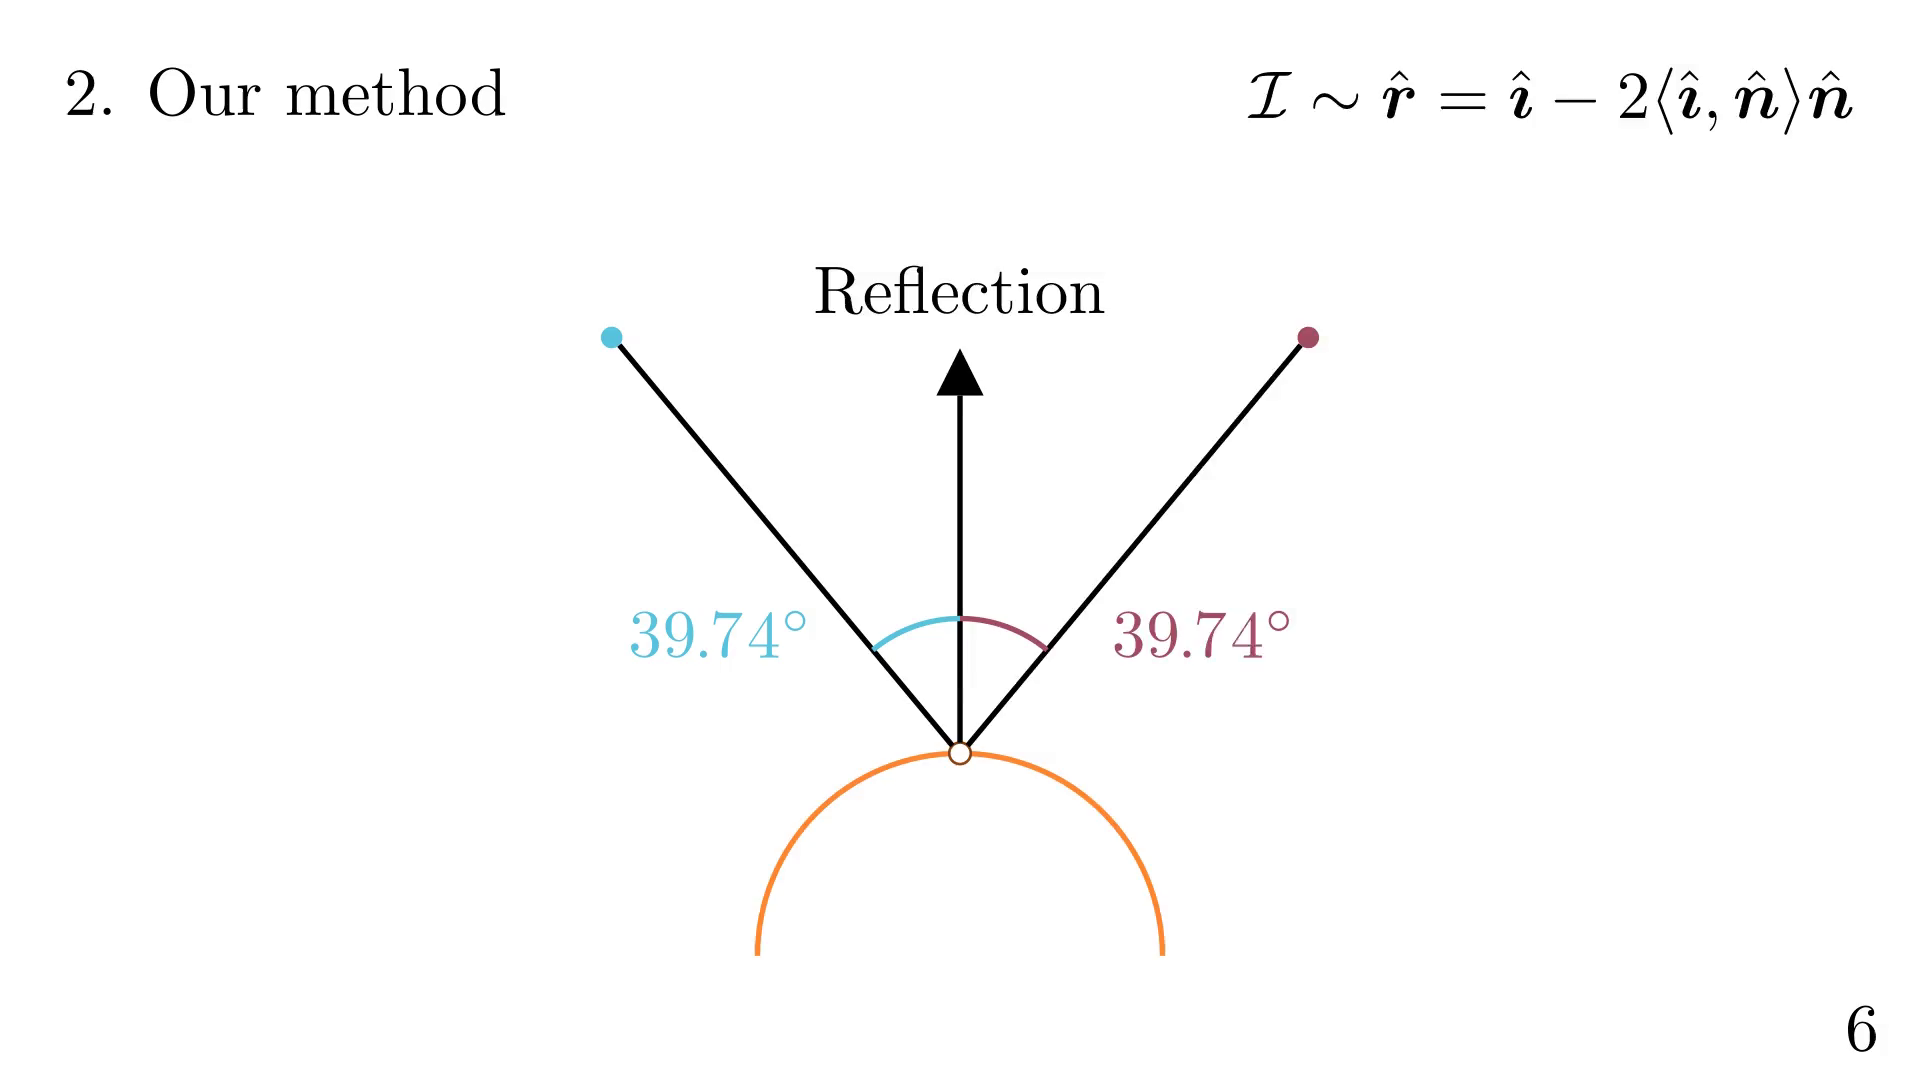 2. Our method
ℐ ∼ r̂ = î − 2⟨î, n̂⟩n̂
Reflection
39.74°
39.74°
6